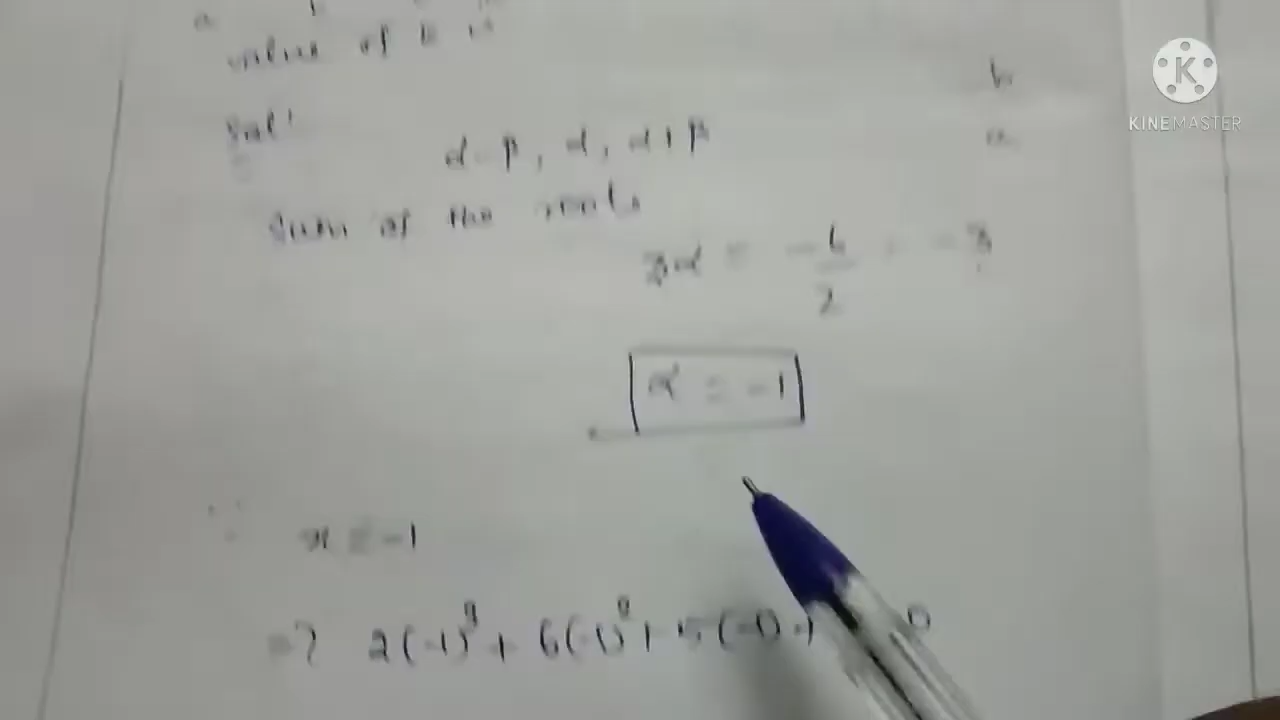 value of k is
KINEMASTER
Sol!
α-β, α, α+β
b
a
Sum of the roots
3α = -6/2 = -3
α = -1
∵ x = -1
=> 2(-1)³ + 6(-1)² + 5(-1) + 0